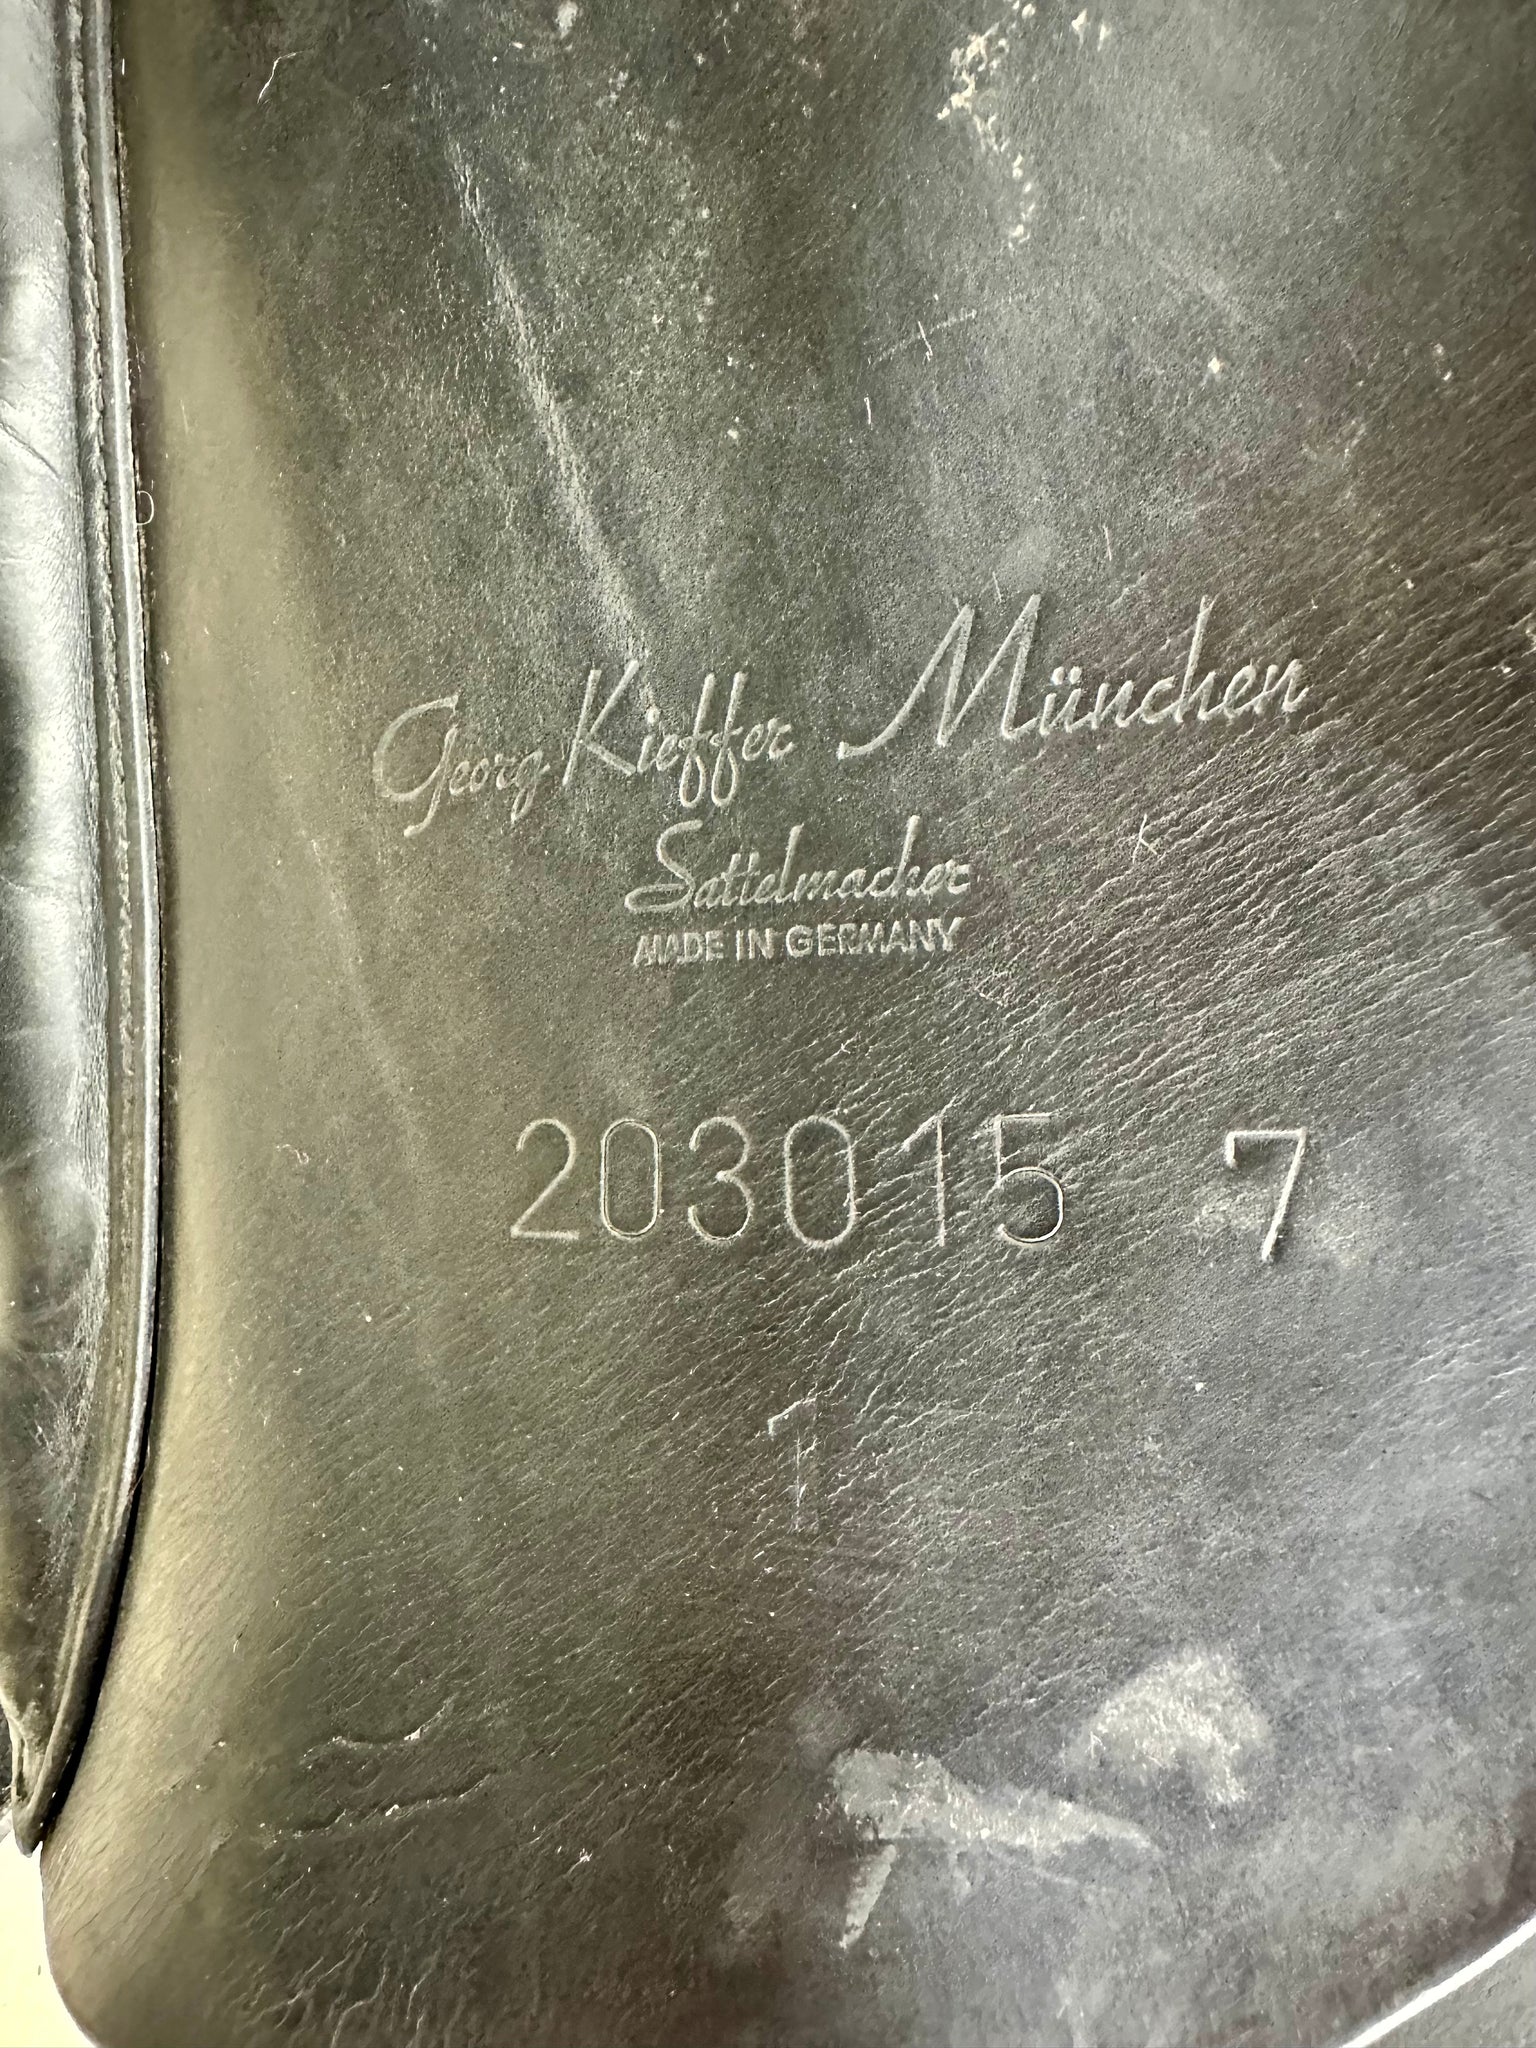 Georg Kieffer München
Sattelmacher
MADE IN GERMANY
203015 7
1